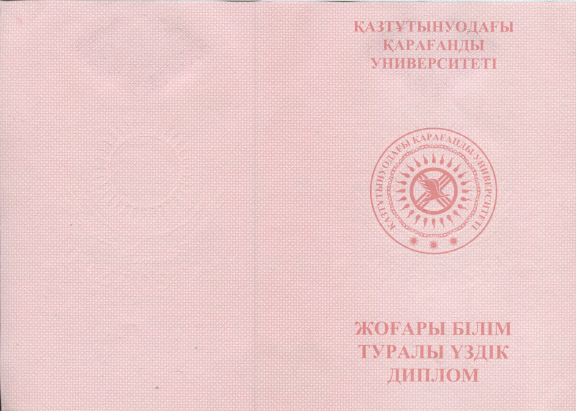 ҚАЗТҰТЫНУОДАҒЫ
ҚАРАҒАНДЫ
УНИВЕРСИТЕТІ
ҚАЗТҰТЫНУОДАҒЫ ҚАРАҒАНДЫ УНИВЕРСИТЕТІ
ЖОҒАРЫ БІЛІМ
ТУРАЛЫ ҮЗДІК
ДИПЛОМ